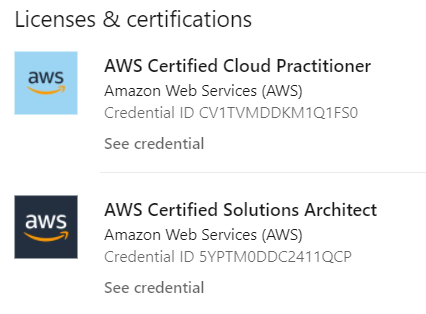 Licenses & certifications
aws
AWS Certified Cloud Practitioner
Amazon Web Services (AWS)
Credential ID CV1TVMDDKM1Q1FS0
See credential
aws
AWS Certified Solutions Architect
Amazon Web Services (AWS)
Credential ID 5YPTM0DDC2411QCP
See credential